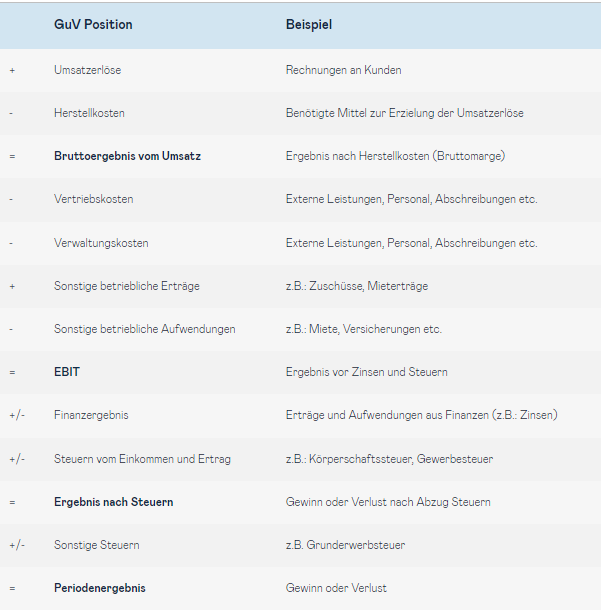 GuV Position Beispiel
+ Umsatzerlöse Rechnungen an Kunden
- Herstellkosten Benötigte Mittel zur Erzielung der Umsatzerlöse
= Bruttoergebnis vom Umsatz Ergebnis nach Herstellkosten (Bruttomarge)
- Vertriebskosten Externe Leistungen, Personal, Abschreibungen etc.
- Verwaltungskosten Externe Leistungen, Personal, Abschreibungen etc.
+ Sonstige betriebliche Erträge z.B.: Zuschüsse, Mieterträge
- Sonstige betriebliche Aufwendungen z.B.: Miete, Versicherungen etc.
= EBIT Ergebnis vor Zinsen und Steuern
+/- Finanzergebnis Erträge und Aufwendungen aus Finanzen (z.B.: Zinsen)
+/- Steuern vom Einkommen und Ertrag z.B.: Körperschaftssteuer, Gewerbesteuer
= Ergebnis nach Steuern Gewinn oder Verlust nach Abzug Steuern
+/- Sonstige Steuern z.B. Grunderwerbsteuer
= Periodenergebnis Gewinn oder Verlust